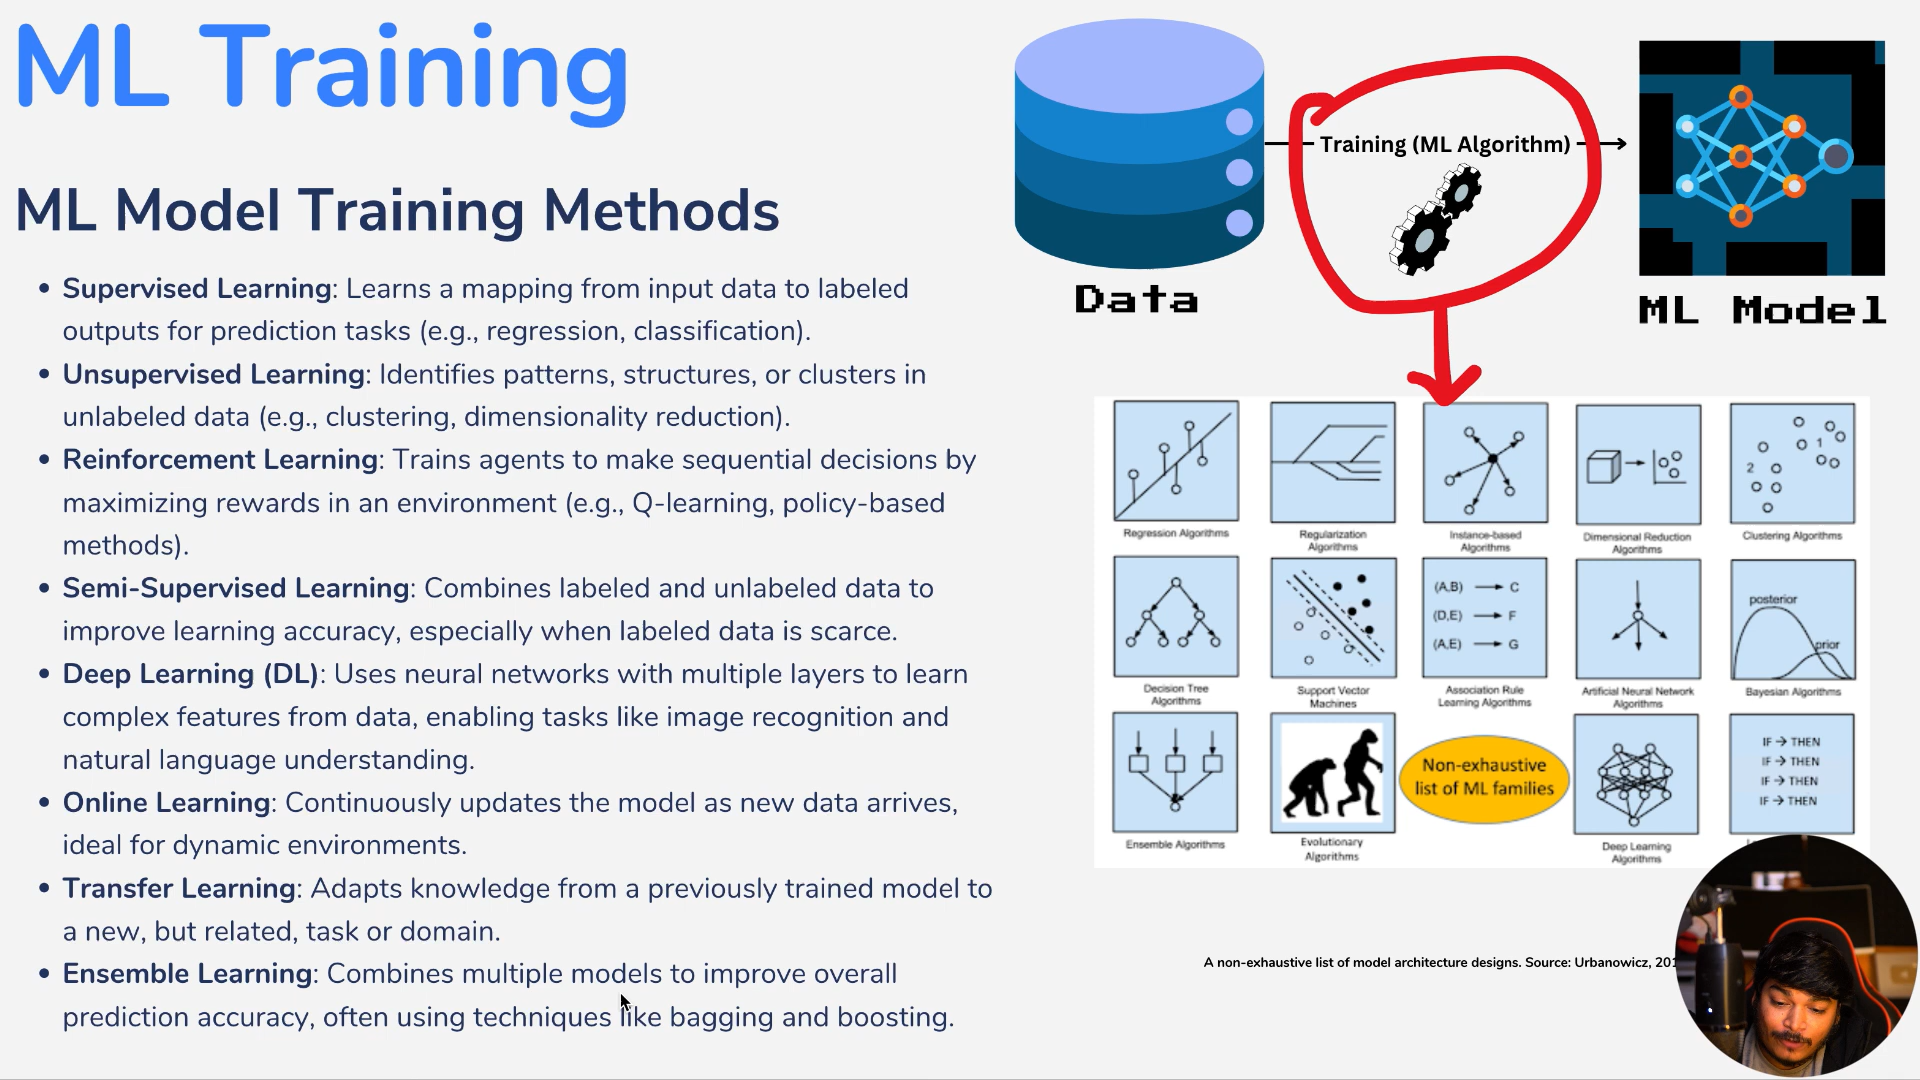 ML Training
ML Model Training Methods
• Supervised Learning: Learns a mapping from input data to labeled
outputs for prediction tasks (e.g., regression, classification).
• Unsupervised Learning: Identifies patterns, structures, or clusters in
unlabeled data (e.g., clustering, dimensionality reduction).
• Reinforcement Learning: Trains agents to make sequential decisions by
maximizing rewards in an environment (e.g., Q-learning, policy-based
methods).
• Semi-Supervised Learning: Combines labeled and unlabeled data to
improve learning accuracy, especially when labeled data is scarce.
• Deep Learning (DL): Uses neural networks with multiple layers to learn
complex features from data, enabling tasks like image recognition and
natural language understanding.
• Online Learning: Continuously updates the model as new data arrives,
ideal for dynamic environments.
• Transfer Learning: Adapts knowledge from a previously trained model to
a new, but related, task or domain.
• Ensemble Learning: Combines multiple models to improve overall
prediction accuracy, often using techniques like bagging and boosting.
Training (ML Algorithm)
Data
ML Model
1
2
Regression Algorithms
Regularization
Algorithms
Instance-based
Algorithms
Dimensional Reduction
Algorithms
Clustering Algorithms
(A,B) → C
(D,E) → F
(A,E) → G
posterior
prior
Decision Tree
Algorithms
Support Vector
Machines
Association Rule
Learning Algorithms
Artificial Neural Network
Algorithms
Bayesian Algorithms
Non-exhaustive
list of ML families
IF → THEN
IF → THEN
IF → THEN
IF → THEN
Ensemble Algorithms
Evolutionary
Algorithms
Deep Learning
Algorithms
A non-exhaustive list of model architecture designs. Source: Urbanowicz,